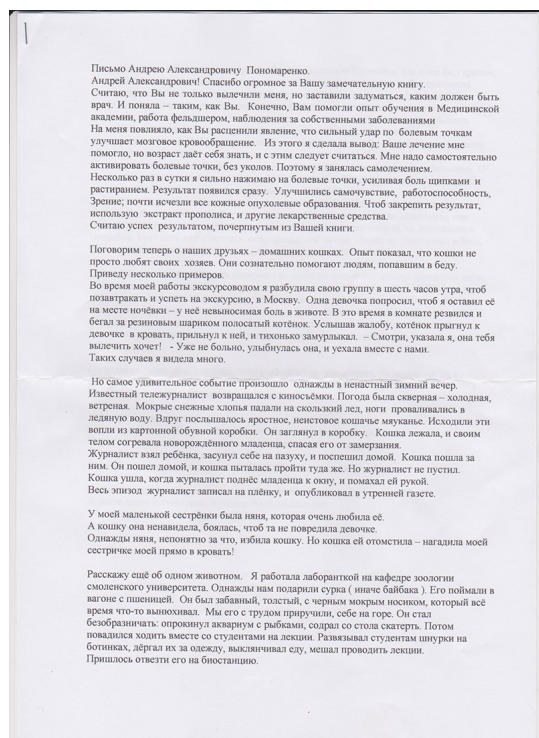 1
Письмо Андрею Александровичу Пономаренко.
Андрей Александрович! Спасибо огромное за Вашу замечательную книгу.
Считаю, что Вы не только вылечили меня, но заставили задуматься, каким должен быть
врач. И поняла – таким, как Вы. Конечно, Вам помогли опыт обучения в Медицинской
академии, работа фельдшером, наблюдения за собственными заболеваниями
На меня повлияло, как Вы расценили явление, что сильный удар по болевым точкам
улучшает мозговое кровообращение. Из этого я сделала вывод: Ваше лечение мне
помогло, но возраст даёт себя знать, и с этим следует считаться. Мне надо самостоятельно
активировать болевые точки, без уколов. Поэтому я занялась самолечением.
Несколько раз в сутки я сильно нажимаю на болевые точки, усиливая боль щипками и
растиранием. Результат появился сразу. Улучшились самочувствие, работоспособность,
Зрение; почти исчезли все кожные опухолевые образования. Чтоб закрепить результат,
использую экстракт прополиса, и другие лекарственные средства.
Считаю успех результатом, почерпнутым из Вашей книги.
Поговорим теперь о наших друзьях – домашних кошках. Опыт показал, что кошки не
просто любят своих хозяев. Они сознательно помогают людям, попавшим в беду.
Приведу несколько примеров.
Во время моей работы экскурсоводом я разбудила свою группу в шесть часов утра, чтоб
позавтракать и успеть на экскурсию, в Москву. Одна девочка попросил, чтоб я оставил её
на месте ночёвки – у неё невыносимая боль в животе. В это время в комнате резвился и
бегал за резиновым шариком полосатый котёнок. Услышав жалобу, котёнок прыгнул к
девочке в кровать, прильнул к ней, и тихонько замурлыкал. – Смотри, указала я, она тебя
вылечить хочет! - Уже не больно, улыбнулась она, и уехала вместе с нами.
Таких случаев я видела много.
Но самое удивительное событие произошло однажды в ненастный зимний вечер.
Известный тележурналист возвращался с киносъёмки. Погода была скверная – холодная,
ветреная. Мокрые снежные хлопья падали на скользкий лед, ноги проваливались в
ледяную воду. Вдруг послышалось яростное, неистовое кошачье мяуканье. Исходили эти
вопли из картонной обувной коробки. Он заглянул в коробку. Кошка лежала, и своим
телом согревала новорождённого младенца, спасая его от замерзания.
Журналист взял ребёнка, засунул себе на пазуху, и поспешил домой. Кошка пошла за
ним. Он пошел домой, и кошка пыталась пройти туда же. Но журналист не пустил.
Кошка ушла, когда журналист поднёс младенца к окну, и помахал ей рукой.
Весь эпизод журналист записал на плёнку, и опубликовал в утренней газете.
У моей маленькой сестрёнки была няня, которая очень любила её.
А кошку она ненавидела, боялась, чтоб та не повредила девочке.
Однажды няня, непонятно за что, избила кошку. Но кошка ей отомстила – нагадила моей
сестричке моей прямо в кровать!
Расскажу ещё об одном животном. Я работала лаборанткой на кафедре зоологии
смоленского университета. Однажды нам подарили сурка ( иначе байбака ). Его поймали в
вагоне с пшеницей. Он был забавный, толстый, с черным мокрым носиком, который всё
время что-то вынюхивал. Мы его с трудом приручили, себе на горе. Он стал
безобразничать: опрокинул аквариум с рыбками, содрал со стола скатерть. Потом
повадился ходить вместе со студентами на лекции. Развязывал студентам шнурки на
ботинках, дёргал их за одежду, выклянчивал еду, мешал проводить лекции.
Пришлось отвезти его на биостанцию.